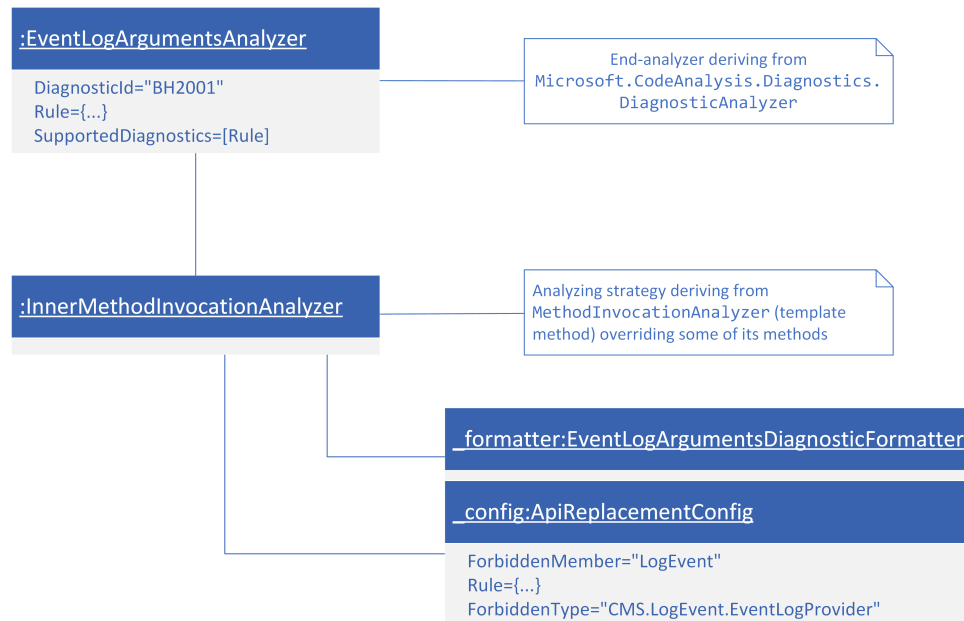 :EventLogArgumentsAnalyzer
DiagnosticId="BH2001"
Rule={...}
SupportedDiagnostics=[Rule]
End-analyzer deriving from
Microsoft.CodeAnalysis.Diagnostics.
DiagnosticAnalyzer
:InnerMethodInvocationAnalyzer
Analyzing strategy deriving from
MethodInvocationAnalyzer (template
method) overriding some of its methods
_formatter:EventLogArgumentsDiagnosticFormatter
_config:ApiReplacementConfig
ForbiddenMember="LogEvent"
Rule={...}
ForbiddenType="CMS.LogEvent.EventLogProvider"